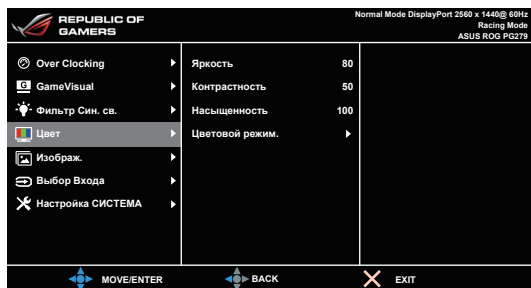 REPUBLIC OF
GAMERS
Normal Mode DisplayPort 2560 x 1440@ 60Hz
Racing Mode
ASUS ROG PG279
Over Clocking
G GameVisual
Фильтр Син. св.
Цвет
Изображ.
Выбор Входа
Настройка СИСТЕМА
Яркость 80
Контрастность 50
Насыщенность 100
Цветовой режим.
MOVE/ENTER
BACK
EXIT